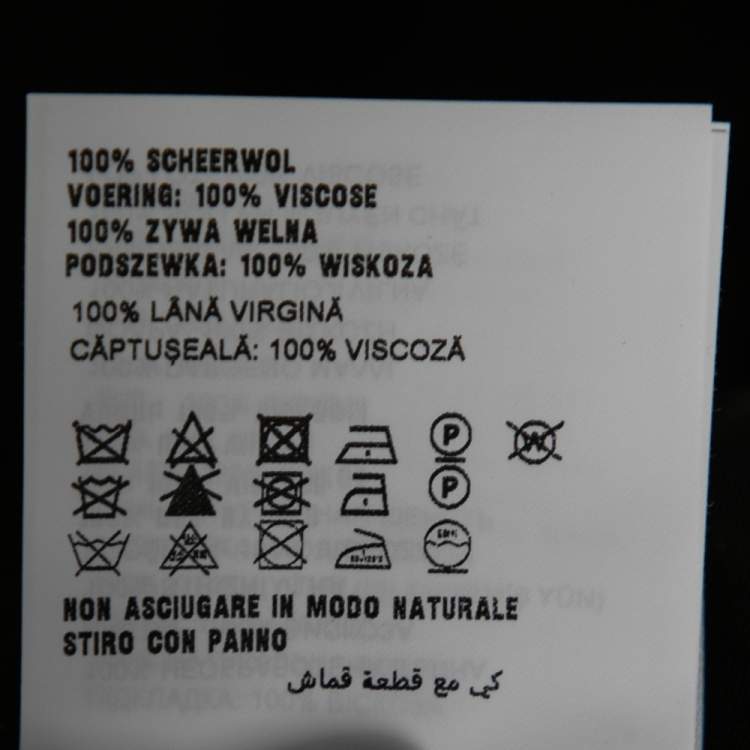 100% SCHEERWOL
VOERING: 100% VISCOSE
100% ZYWA WELNA
PODSZEWKA: 100% WISKOZA
100% LÂNĂ VIRGINĂ
CĂPTUȘEALĂ: 100% VISCOZĂ
P W
P
NON ASCIUGARE IN MODO NATURALE
STIRO CON PANNO
كي مع قطعة قماش